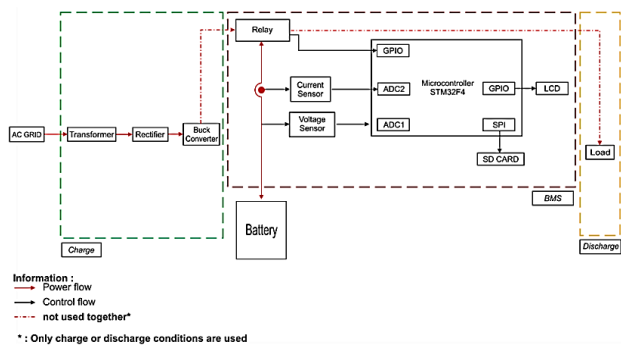 Relay
GPIO
Microcontroller
STM32F4
Current
Sensor
ADC2
GPIO
LCD
Voltage
Sensor
ADC1
SPI
AC GRID
Transformer
Rectifier
Buck
Converter
SD CARD
Load
BMS
Battery
Charge
Discharge
Information :
Power flow
Control flow
not used together*
* : Only charge or discharge conditions are used